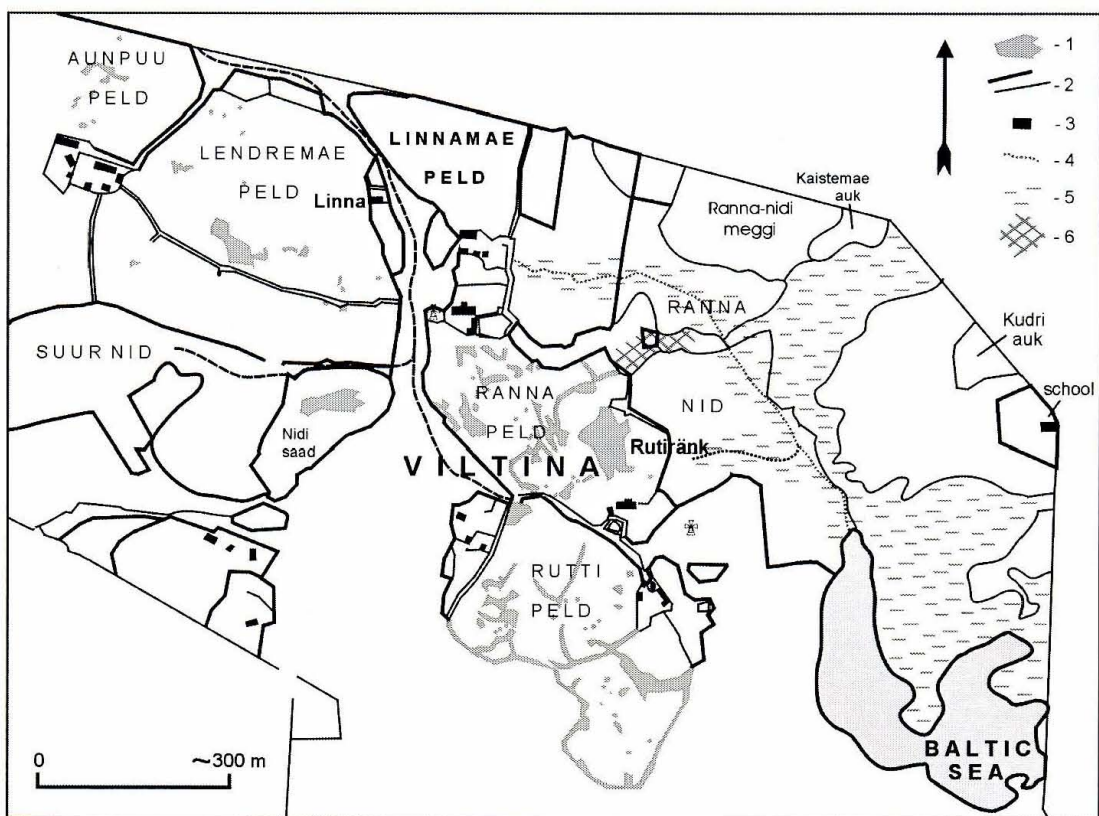 AUNPUU
PELD
LENDREMAE
PELD
LINNAMAE
PELD
Linna
Kaistemae
auk
Ranna-nidi
meggi
RANNA
Kudri
auk
school
SUUR NID
RANNA
PELD
NID
Nidi
saad
Rutiränk
VILTINA
RUTTI
PELD
BALTIC
SEA
0 ~300 m
- 1
- 2
- 3
- 4
- 5
- 6